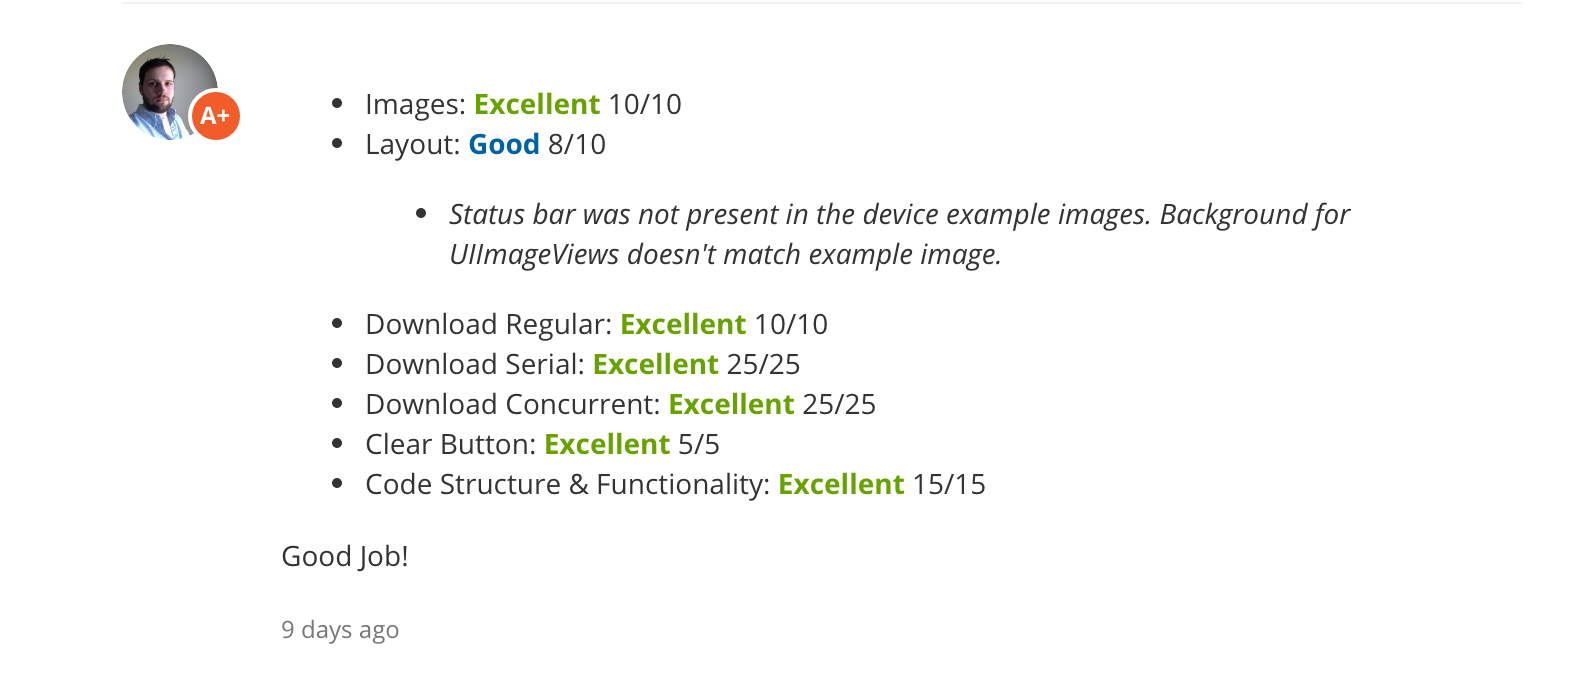 A+
Images: Excellent 10/10
Layout: Good 8/10
Status bar was not present in the device example images. Background for
UIImageViews doesn't match example image.
Download Regular: Excellent 10/10
Download Serial: Excellent 25/25
Download Concurrent: Excellent 25/25
Clear Button: Excellent 5/5
Code Structure & Functionality: Excellent 15/15
Good Job!
9 days ago